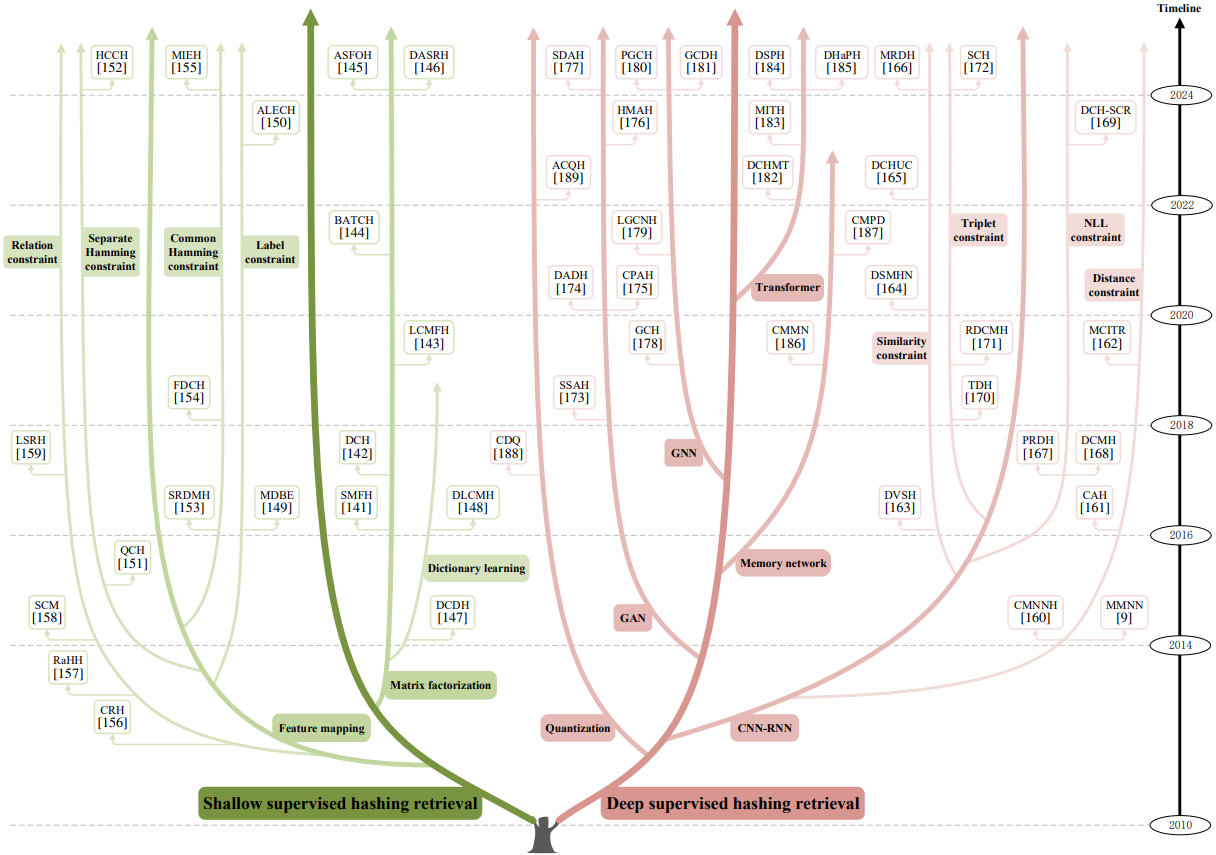 Timeline
HCCH
[152]
MIEH
[155]
ASFOH
[145]
DASRH
[146]
SDAH
[177]
PGCH
[180]
GCDH
[181]
DSPH
[184]
DHaPH
[185]
MRDH
[166]
SCH
[172]
2024
ALECH
[150]
HMAH
[176]
MITH
[183]
DCH-SCR
[169]
ACQH
[189]
DCHMT
[182]
DCHUC
[165]
2022
Relation
constraint
Separate
Hamming
constraint
Common
Hamming
constraint
Label
constraint
BATCH
[144]
LGCNH
[179]
CMPD
[187]
Triplet
constraint
NLL
constraint
DADH
[174]
CPAH
[175]
Transformer
DSMHN
[164]
Distance
constraint
2020
LCMFH
[143]
GCH
[178]
CMMN
[186]
Similarity
constraint
RDCMH
[171]
MCITR
[162]
FDCH
[154]
SSAH
[173]
TDH
[170]
2018
LSRH
[159]
DCH
[142]
CDQ
[188]
GNN
PRDH
[167]
DCMH
[168]
SRDMH
[153]
MDBE
[149]
SMFH
[141]
DLCMH
[148]
DVSH
[163]
CAH
[161]
2016
QCH
[151]
Dictionary learning
Memory network
SCM
[158]
DCDH
[147]
GAN
CMNNH
[160]
MMNN
[9]
2014
RaHH
[157]
Matrix factorization
CRH
[156]
Feature mapping
Quantization
CNN-RNN
Shallow supervised hashing retrieval
Deep supervised hashing retrieval
2010